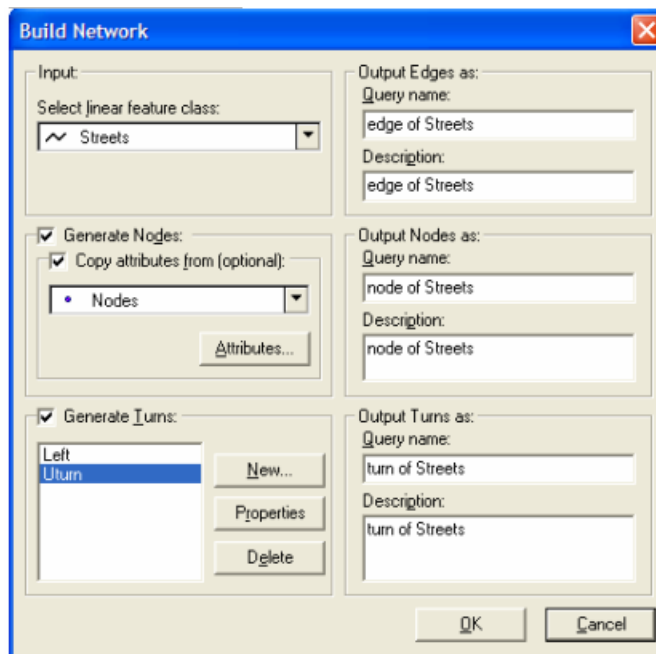 Build Network
Input:
Select linear feature class:
Streets
Output Edges as:
Query name:
edge of Streets
Description:
edge of Streets
Generate Nodes:
Copy attributes from (optional):
Nodes
Attributes...
Output Nodes as:
Query name:
node of Streets
Description:
node of Streets
Generate Turns:
Left
Uturn
New...
Properties
Delete
Output Turns as:
Query name:
turn of Streets
Description:
turn of Streets
OK
Cancel